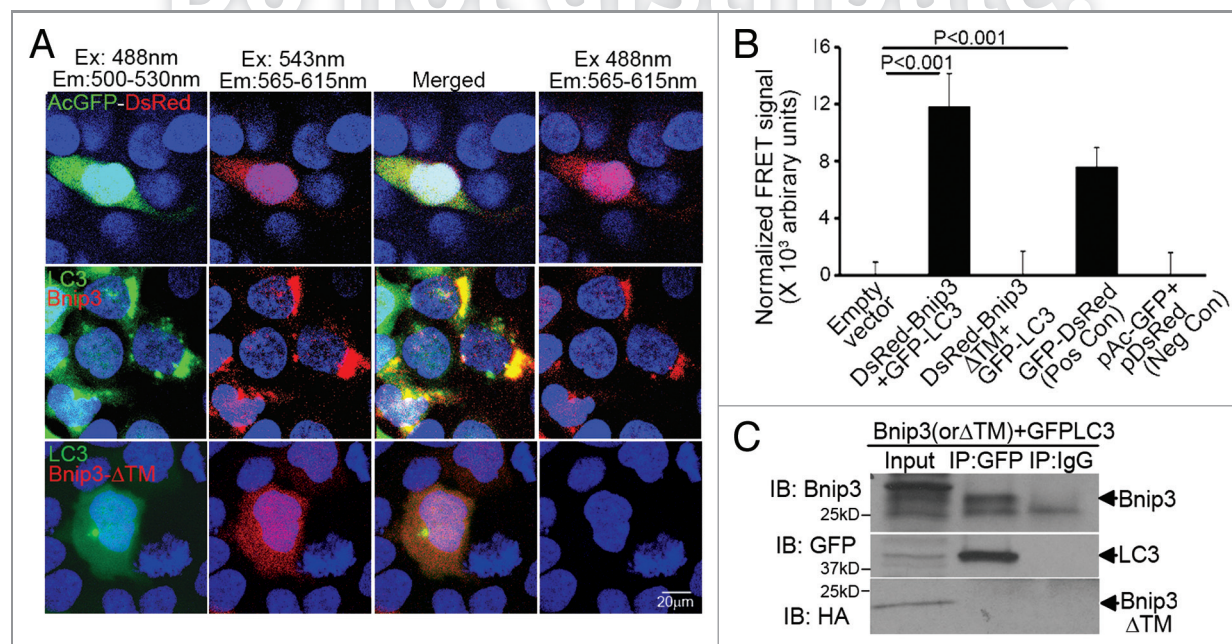 Do not distribute.
A
Ex: 488nm
Em:500-530nm
Ex: 543nm
Em:565-615nm
Merged
Ex 488nm
Em:565-615nm
AcGFP-DsRed
LC3
Bnip3
LC3
Bnip3-ΔTM
20μm
B
Normalized FRET signal
(X 10³ arbirary units)
16
12
8
4
0
P<0.001
P<0.001
Empty
vector
DsRed-Bnip3
+GFP-LC3
DsRed-Bnip3
ΔTM+
GFP-LC3
GFP-DsRed
(Pos Con)
pAc-GFP+
pDsRed
(Neg Con)
C
Bnip3(orΔTM)+GFPLC3
Input IP:GFP IP:IgG
IB: Bnip3
25kD
Bnip3
IB: GFP
37kD
LC3
25kD
IB: HA
Bnip3
ΔTM